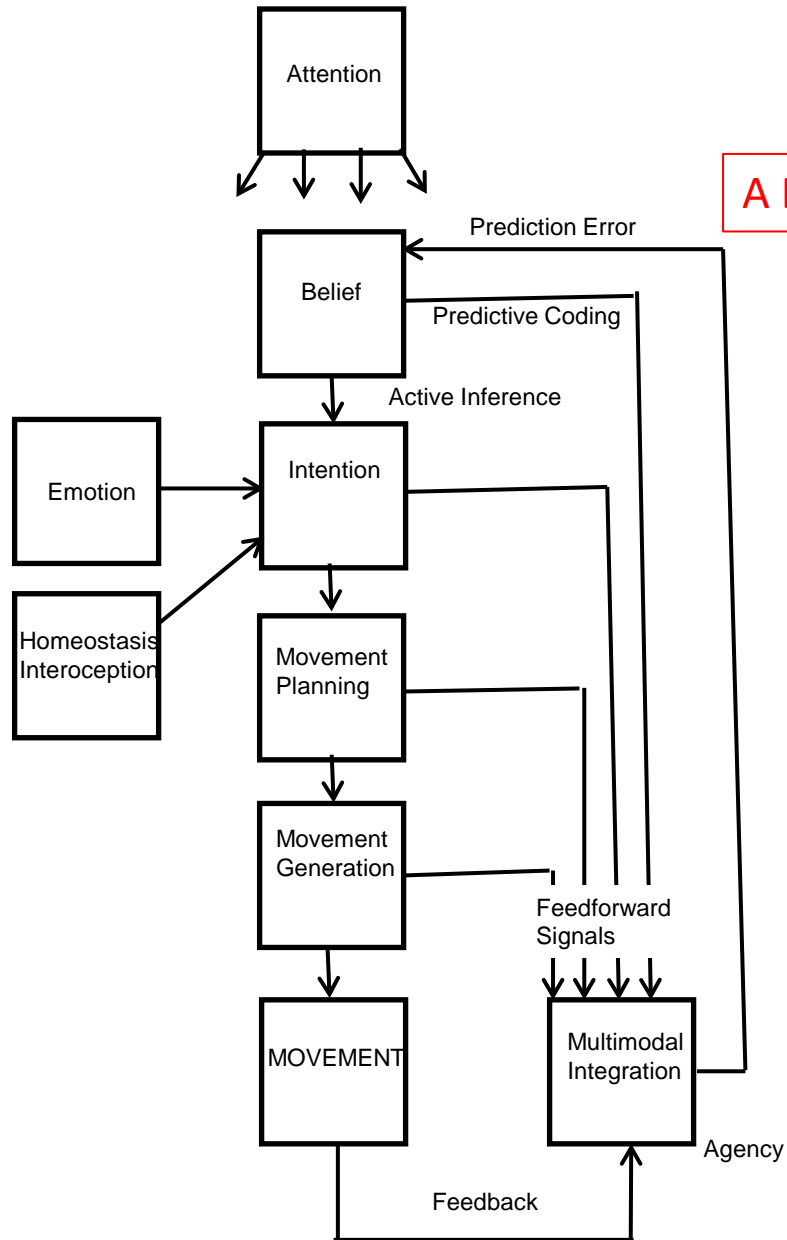 Attention
A
Prediction Error
Belief
Predictive Coding
Active Inference
Emotion
Intention
Homeostasis
Interoception
Movement
Planning
Movement
Generation
Feedforward
Signals
MOVEMENT
Multimodal
Integration
Agency
Feedback